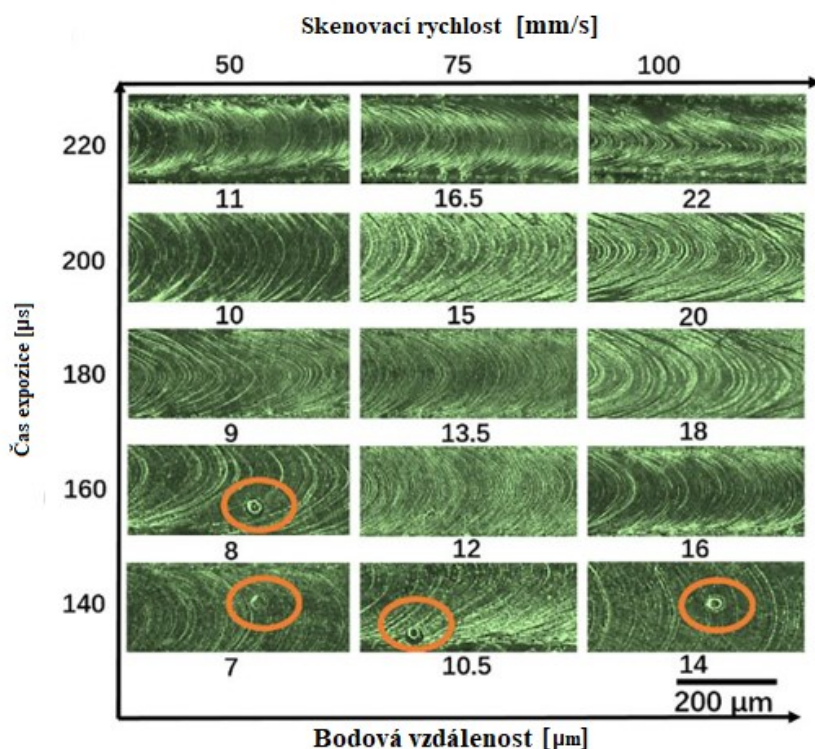 Skenovací rychlost [mm/s]
50 75 100
220
11 16.5 22
200
10 15 20
180
9 13.5 18
160
8 12 16
140
7 10.5 14
200 µm
Čas expozice [µs]
Bodová vzdálenost [µm]